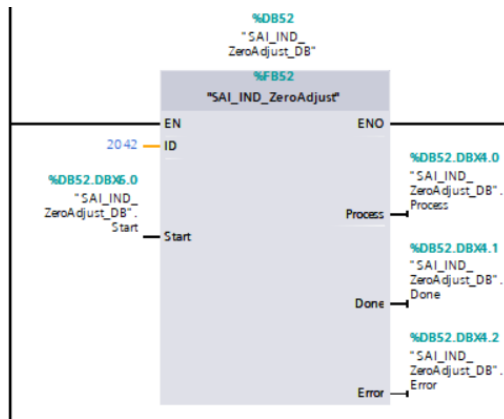 %DB52
"SAI_IND_
ZeroAdjust_DB"
%FB52
"SAI_IND_ZeroAdjust"
EN
ENO
2042
ID
%DB52.DBX6.0
"SAI_IND_
ZeroAdjust_DB".
Start
Start
%DB52.DBX4.0
"SAI_IND_
ZeroAdjust_DB".
Process
Process
%DB52.DBX4.1
"SAI_IND_
ZeroAdjust_DB".
Done
Done
%DB52.DBX4.2
"SAI_IND_
ZeroAdjust_DB".
Error
Error